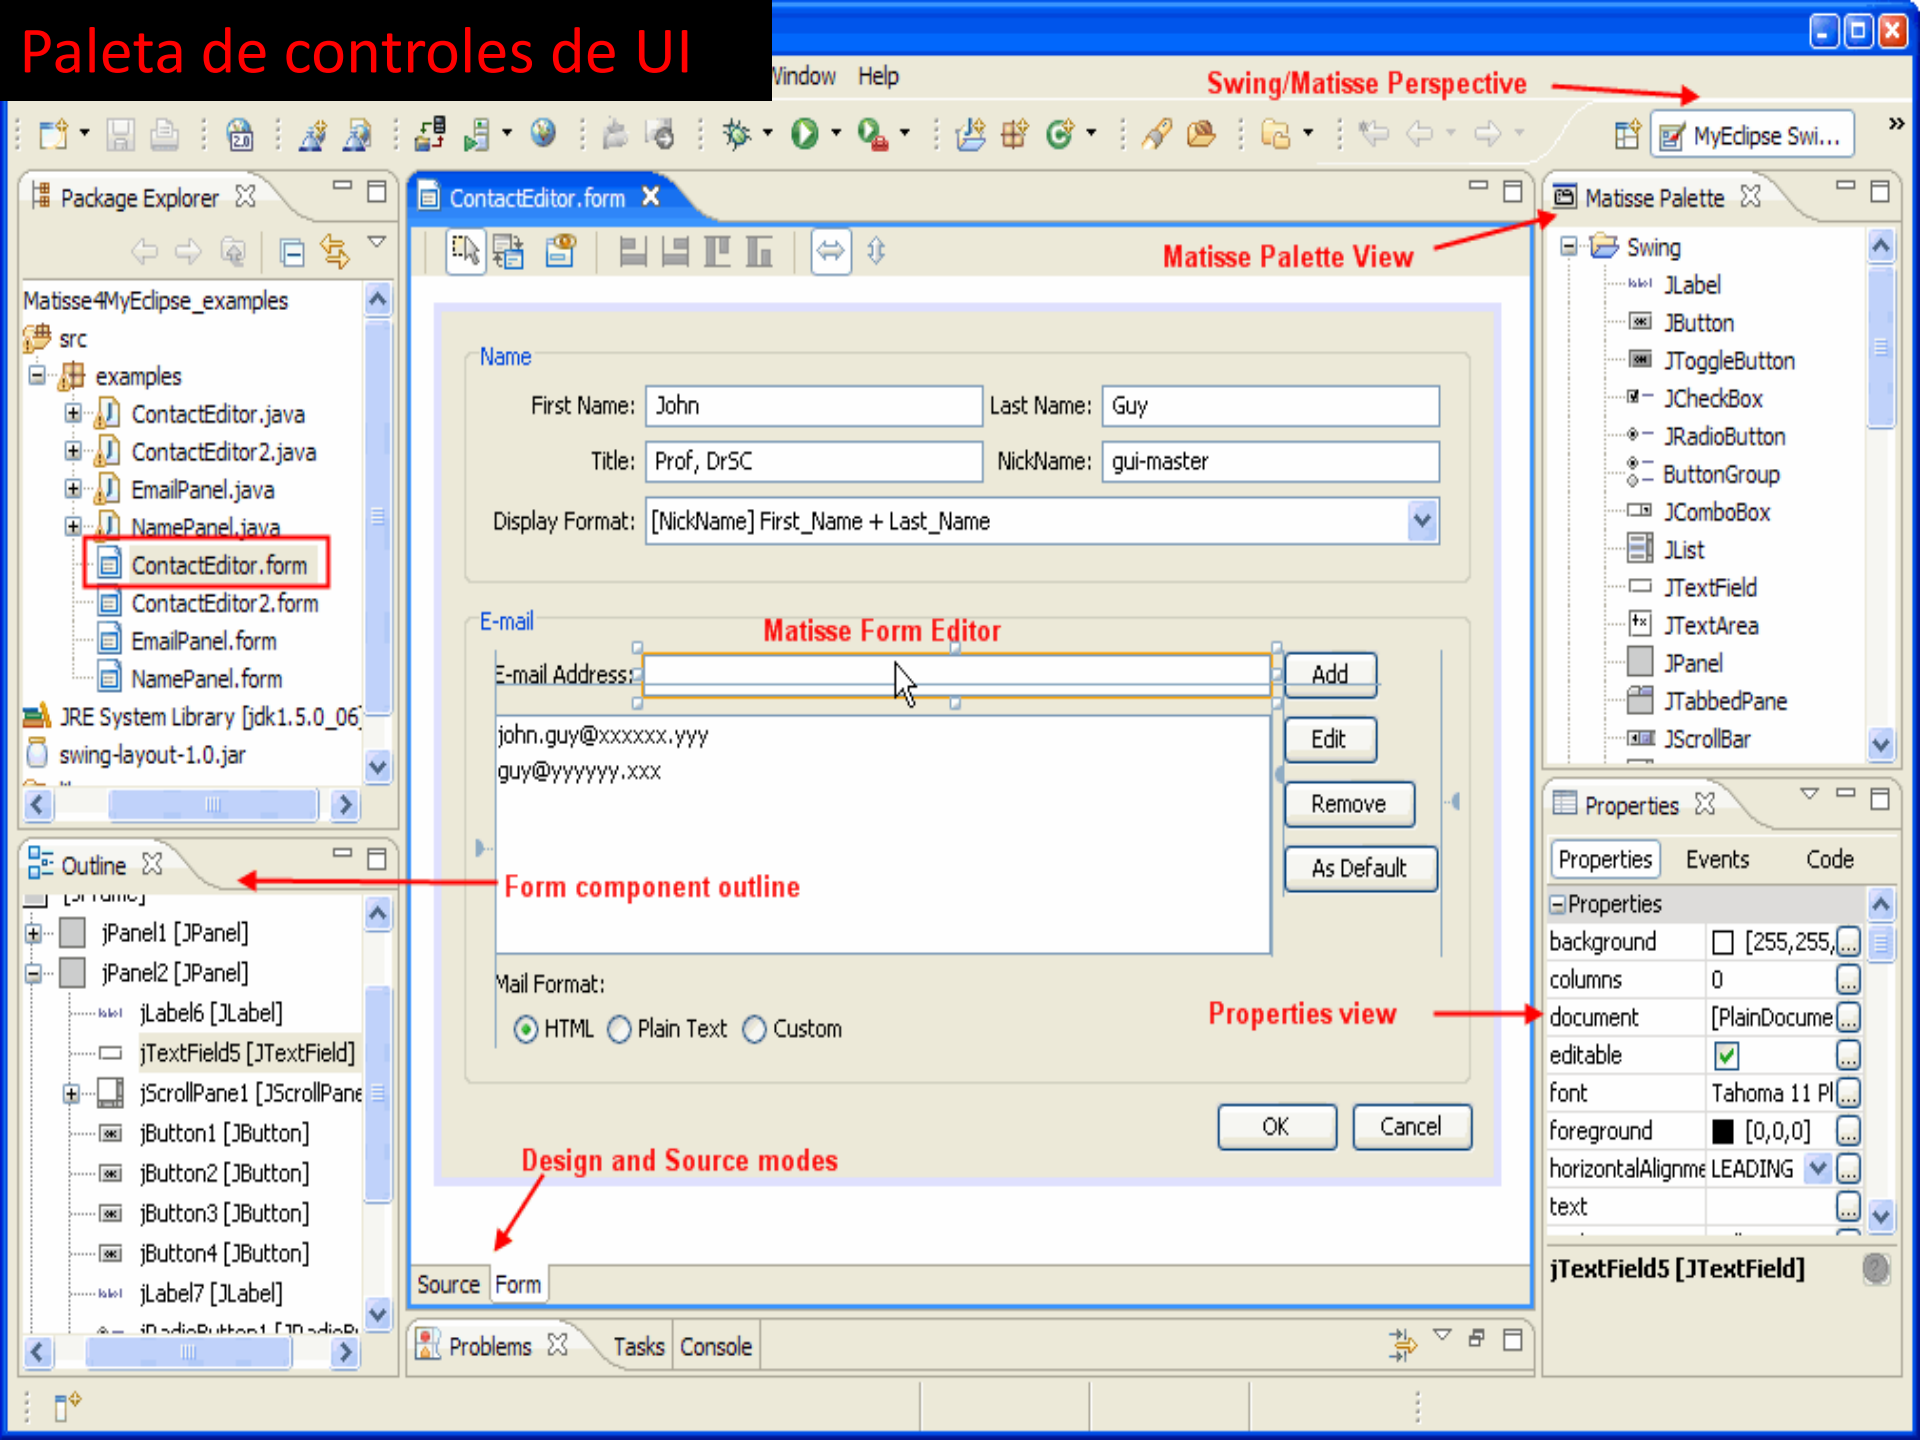 Paleta de controles de UI
Window Help
Swing/Matisse Perspective
2.0
MyEclipse Swi...
»
Package Explorer
Matisse4MyEclipse_examples
src
examples
ContactEditor.java
ContactEditor2.java
EmailPanel.java
NamePanel.java
ContactEditor.form
ContactEditor2.form
EmailPanel.form
NamePanel.form
JRE System Library [jdk1.5.0_06]
swing-layout-1.0.jar
Outline
jPanel1 [JPanel]
jPanel2 [JPanel]
jLabel6 [JLabel]
jTextField5 [JTextField]
jScrollPane1 [JScrollPane
jButton1 [JButton]
jButton2 [JButton]
jButton3 [JButton]
jButton4 [JButton]
jLabel7 [JLabel]
ContactEditor.form
Matisse Palette View
Name
First Name: John Last Name: Guy
Title: Prof, DrSC NickName: gui-master
Display Format: [NickName] First_Name + Last_Name
E-mail
Matisse Form Editor
E-mail Address: Add
john.guy@xxxxxx.yyy
guy@yyyyyy.xxx
Edit
Remove
As Default
Form component outline
Mail Format:
HTML Plain Text Custom
Properties view
OK Cancel
Design and Source modes
Source Form
Problems Tasks Console
Matisse Palette
Swing
JLabel
JButton
JToggleButton
JCheckBox
JRadioButton
ButtonGroup
JComboBox
JList
JTextField
JTextArea
JPanel
JTabbedPane
JScrollBar
Properties
Properties Events Code
Properties
background [255,255, ...
columns 0 ...
document [PlainDocume ...
editable ...
font Tahoma 11 Pl ...
foreground [0,0,0] ...
horizontalAlignme LEADING ...
text ...
jTextField5 [JTextField]